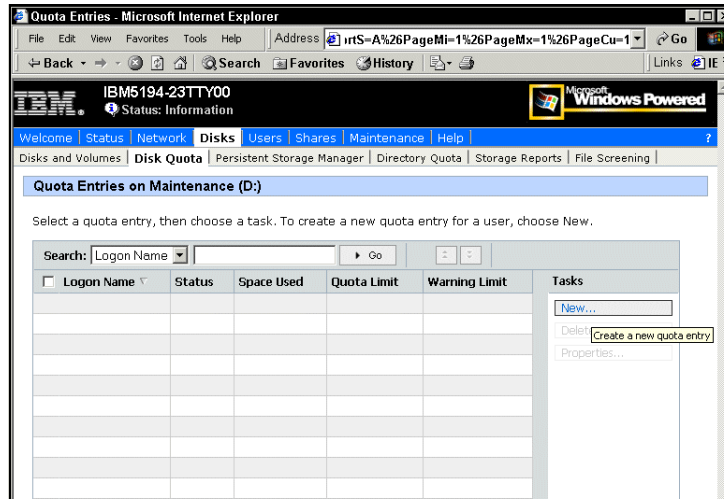 Quota Entries - Microsoft Internet Explorer
File Edit View Favorites Tools Help Address irtS=A%26PageMi=1%26PageMx=1%26PageCu=1 Go
Back Search Favorites History Links IE
IBM IBM5194-23TTY00 Microsoft
Status: Information Windows Powered
Welcome | Status | Network | Disks | Users | Shares | Maintenance | Help | ?
Disks and Volumes | Disk Quota | Persistent Storage Manager | Directory Quota | Storage Reports | File Screening |
Quota Entries on Maintenance (D:)
Select a quota entry, then choose a task. To create a new quota entry for a user, choose New.
Search: Logon Name Go
Logon Name Status Space Used Quota Limit Warning Limit Tasks
New...
Delet
Create a new quota entry
Properties...